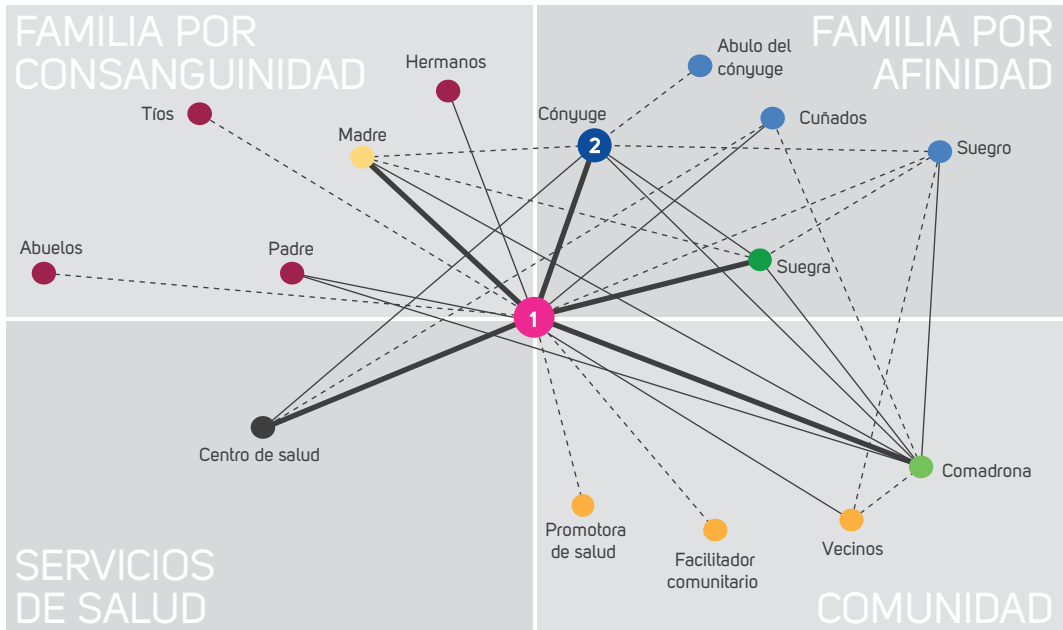 FAMILIA POR
CONSANGUINIDAD
FAMILIA POR
AFINIDAD
Hermanos
Abulo del
cónyuge
Tíos
Madre
Cónyuge
Cuñados
2
Suegro
Abuelos
Padre
Suegra
1
Centro de salud
Comadrona
Promotora
de salud
Facilitador
comunitario
Vecinos
SERVICIOS
DE SALUD
COMUNIDAD